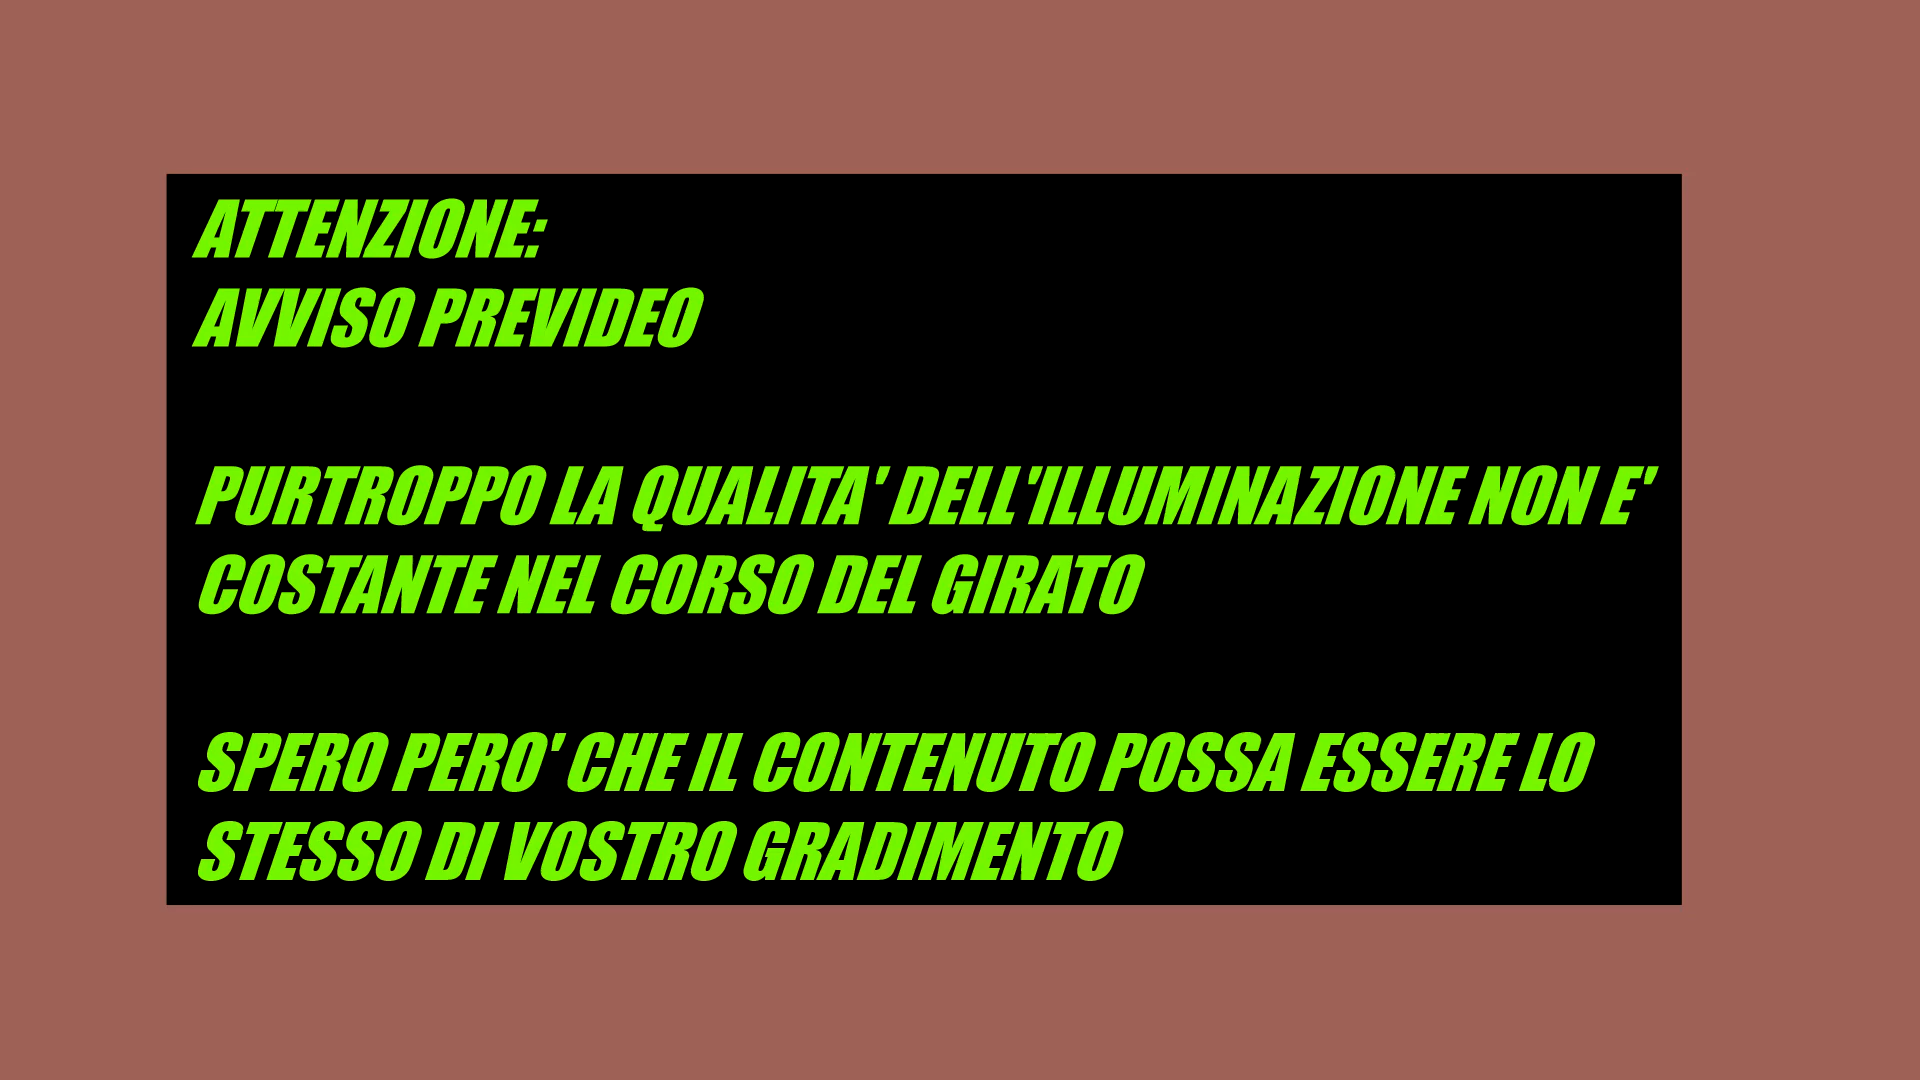 ATTENZIONE:
AVVISO PREVIDEO
PURTROPPO LA QUALITA' DELL'ILLUMINAZIONE NON E'
COSTANTE NEL CORSO DEL GIRATO
SPERO PERO' CHE IL CONTENUTO POSSA ESSERE LO
STESSO DI VOSTRO GRADIMENTO